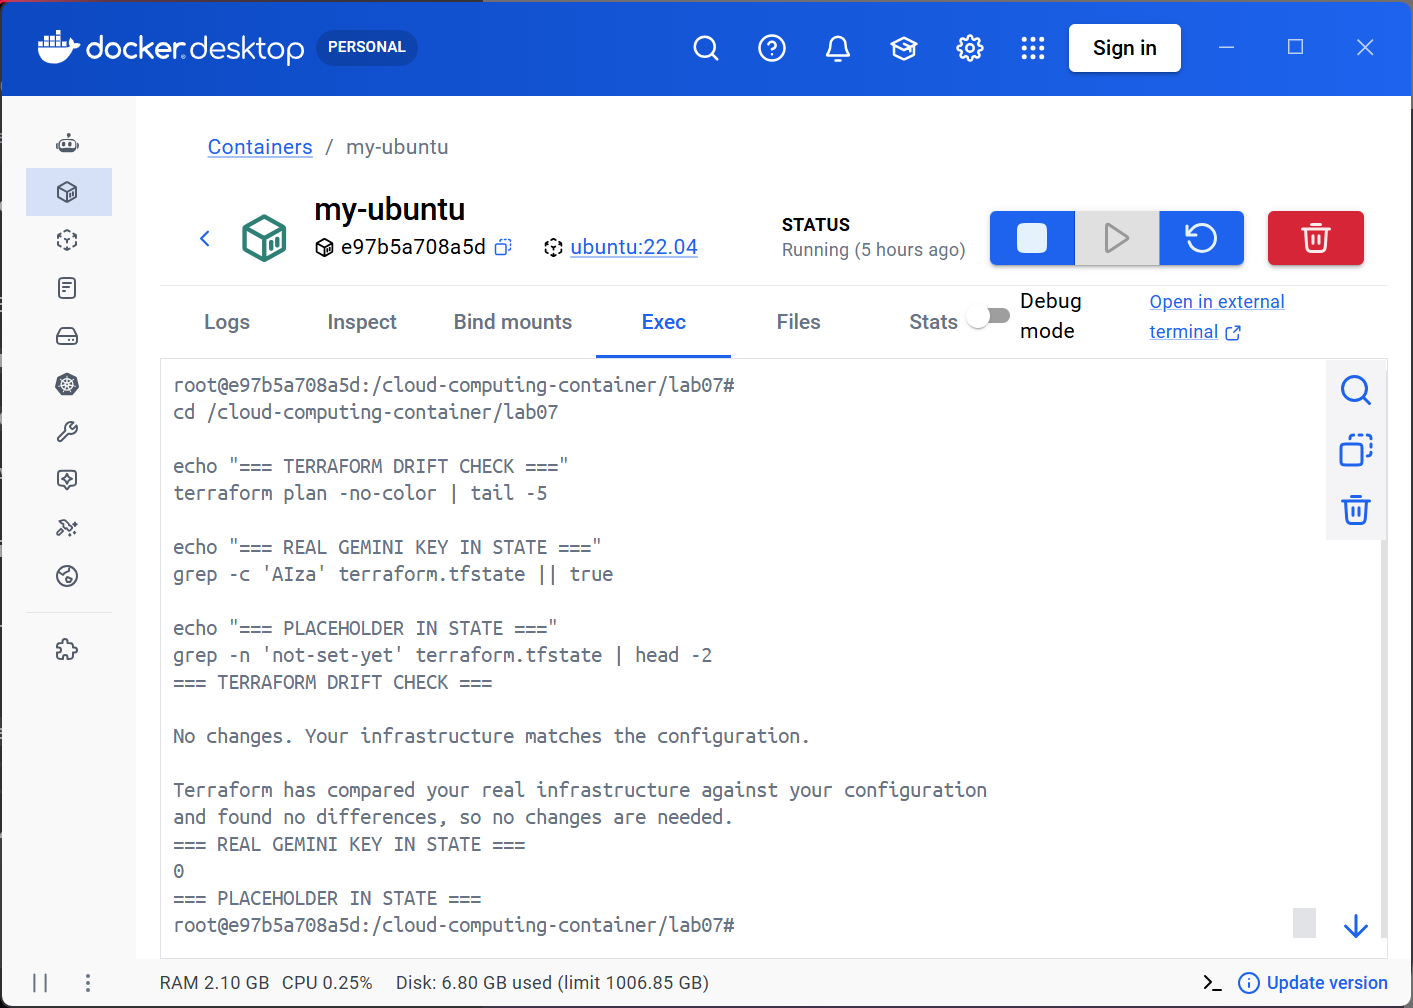 docker desktop PERSONAL Sign in
Containers / my-ubuntu
my-ubuntu
e97b5a708a5d ubuntu:22.04
STATUS
Running (5 hours ago)
Logs Inspect Bind mounts Exec Files Stats
Debug mode
Open in external terminal
root@e97b5a708a5d:/cloud-computing-container/lab07#
cd /cloud-computing-container/lab07
echo "=== TERRAFORM DRIFT CHECK ==="
terraform plan -no-color | tail -5
echo "=== REAL GEMINI KEY IN STATE ==="
grep -c 'AIza' terraform.tfstate || true
echo "=== PLACEHOLDER IN STATE ==="
grep -n 'not-set-yet' terraform.tfstate | head -2
=== TERRAFORM DRIFT CHECK ===
No changes. Your infrastructure matches the configuration.
Terraform has compared your real infrastructure against your configuration
and found no differences, so no changes are needed.
=== REAL GEMINI KEY IN STATE ===
0
=== PLACEHOLDER IN STATE ===
root@e97b5a708a5d:/cloud-computing-container/lab07#
RAM 2.10 GB CPU 0.25% Disk: 6.80 GB used (limit 1006.85 GB) Update version